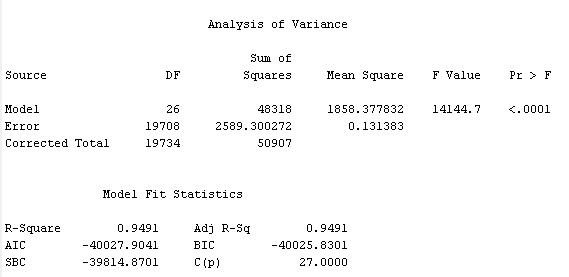 Analysis of Variance
Sum of
Source DF Squares Mean Square F Value Pr > F
Model 26 48318 1858.377832 14144.7 <.0001
Error 19708 2589.300272 0.131383
Corrected Total 19734 50907
Model Fit Statistics
R-Square 0.9491 Adj R-Sq 0.9491
AIC -40027.9041 BIC -40025.8301
SBC -39814.8701 C(p) 27.0000